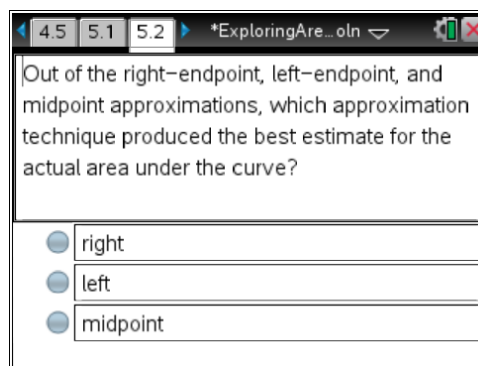 4.5 5.1 5.2 *ExploringAre…oln
Out of the right-endpoint, left-endpoint, and
midpoint approximations, which approximation
technique produced the best estimate for the
actual area under the curve?
right
left
midpoint